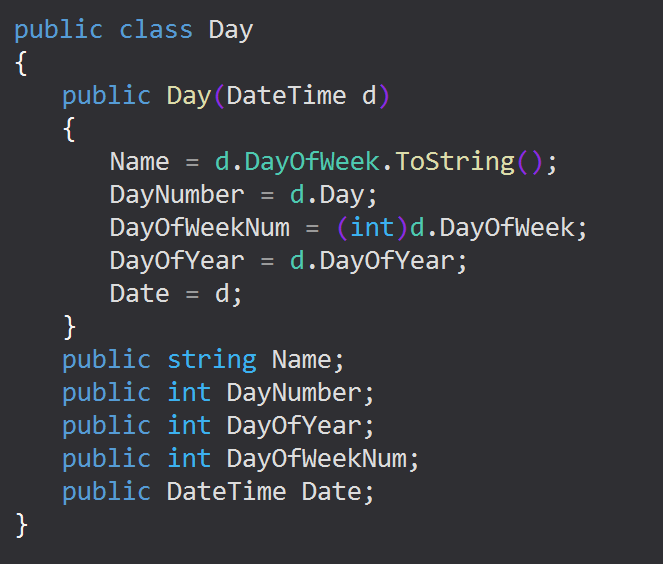 public class Day
{
    public Day(DateTime d)
    {
        Name = d.DayOfWeek.ToString();
        DayNumber = d.Day;
        DayOfWeekNum = (int)d.DayOfWeek;
        DayOfYear = d.DayOfYear;
        Date = d;
    }
    public string Name;
    public int DayNumber;
    public int DayOfYear;
    public int DayOfWeekNum;
    public DateTime Date;
}